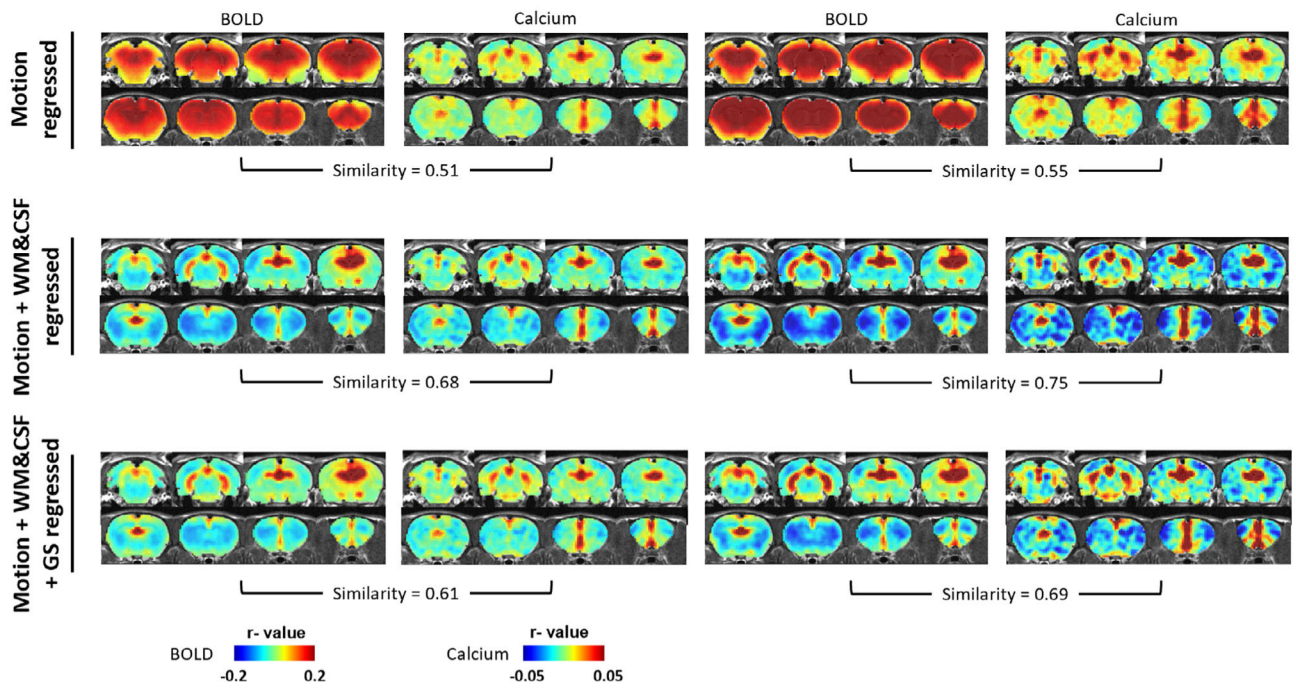 BOLD Calcium BOLD Calcium
Motion
regressed
Similarity = 0.51 Similarity = 0.55
Motion + WM&CSF
regressed
Similarity = 0.68 Similarity = 0.75
Motion + WM&CSF
+ GS regressed
Similarity = 0.61 Similarity = 0.69
r- value r- value
BOLD Calcium
-0.2 0.2 -0.05 0.05